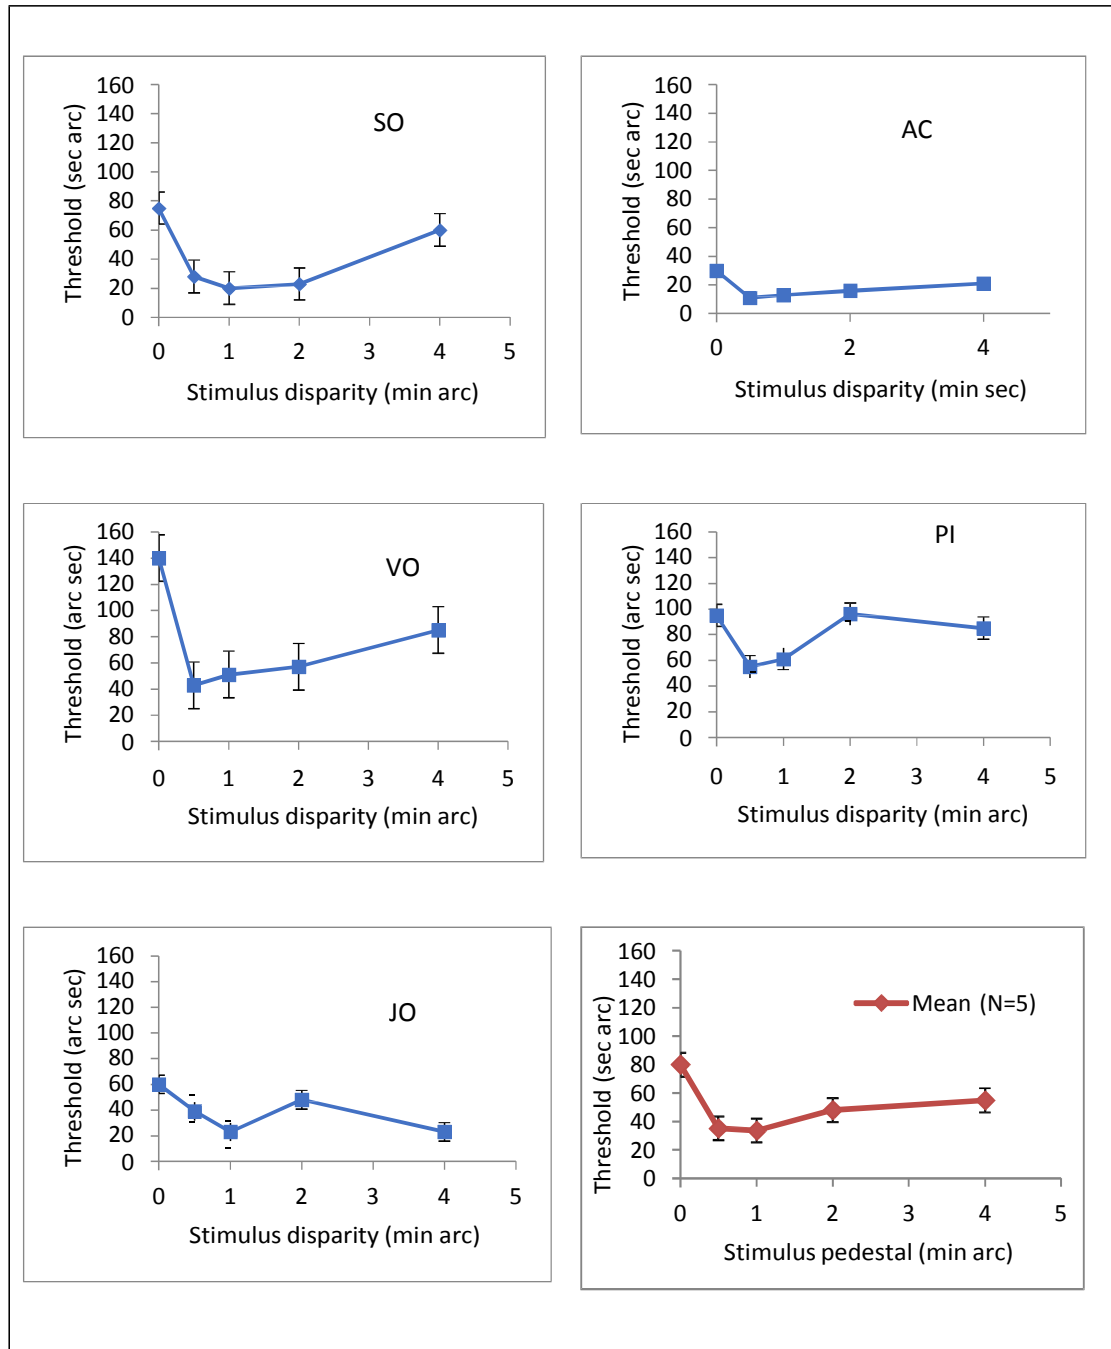 Threshold (sec arc)
160
140
120
100
80
60
40
20
0
SO
0 1 2 3 4 5
Stimulus disparity (min arc)
Threshold (sec arc)
160
140
120
100
80
60
40
20
0
AC
0 2 4
Stimulus disparity (min sec)
Threshold (arc sec)
160
140
120
100
80
60
40
20
0
VO
0 1 2 3 4 5
Stimulus disparity (min arc)
Threshold (arc sec)
160
140
120
100
80
60
40
20
0
PI
0 1 2 3 4 5
Stimulus disparity (min arc)
Threshold (arc sec)
160
140
120
100
80
60
40
20
0
JO
0 1 2 3 4 5
Stimulus disparity (min arc)
Threshold (sec arc)
160
140
120
100
80
60
40
20
0
Mean (N=5)
0 1 2 3 4 5
Stimulus pedestal (min arc)